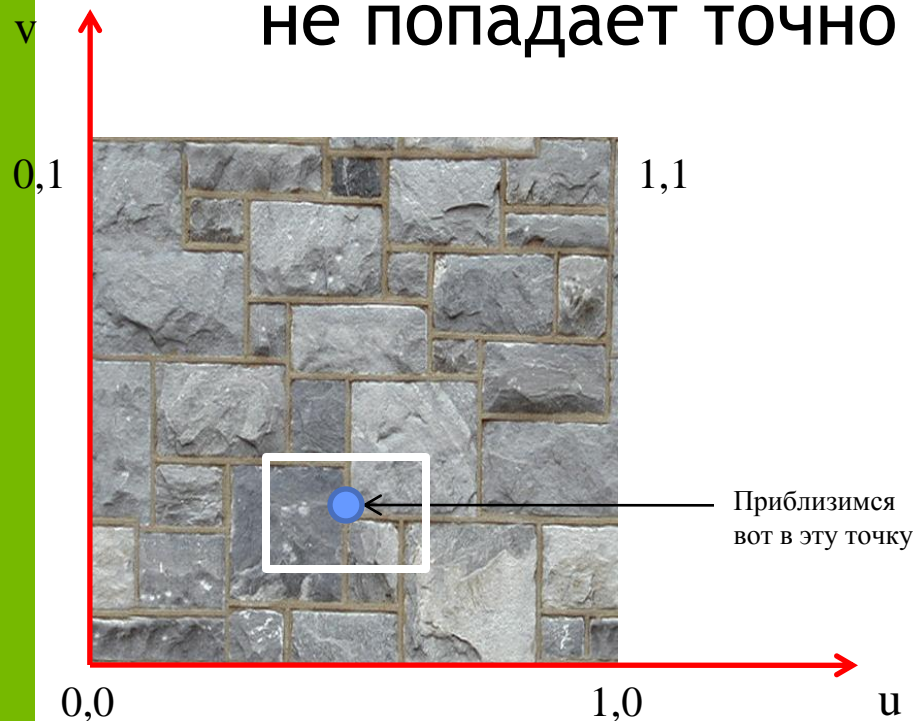 v
не попадает точно
0,1
1,1
Приблизимся
вот в эту точку
0,0
1,0
u